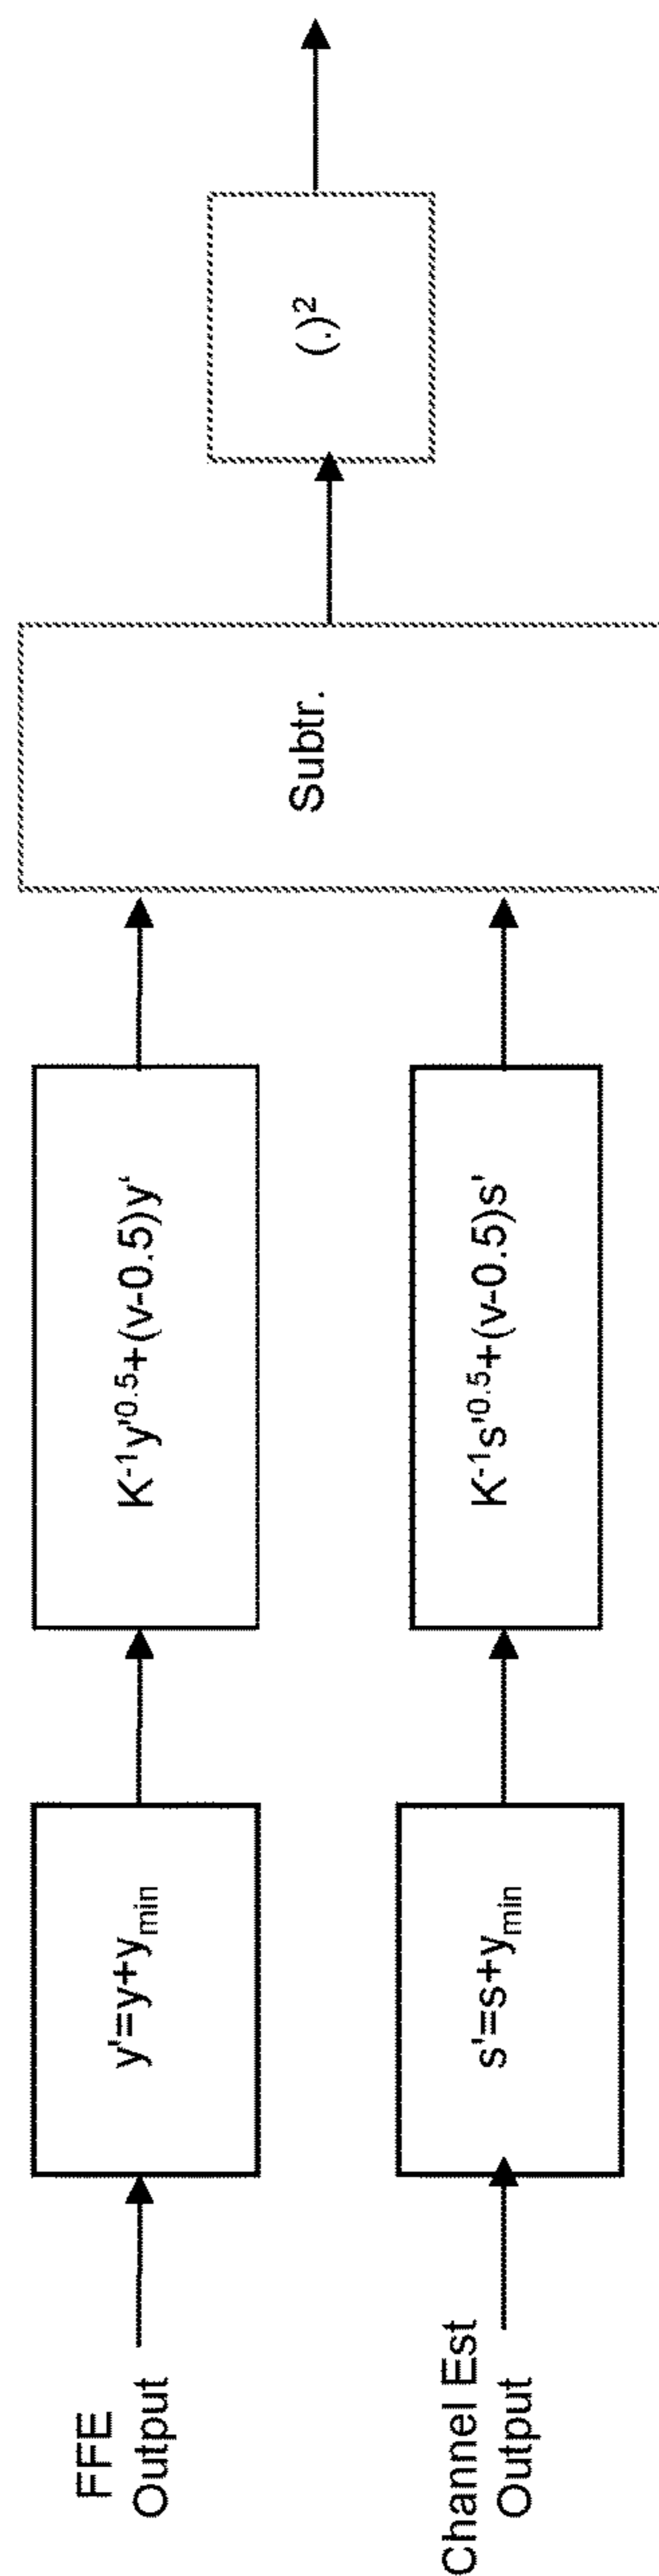 FFE
Output
y'=y+y_min
K⁻¹y'⁰·⁵+(v-0.5)y'
Channel Est
Output
s'=s+y_min
K⁻¹s'⁰·⁵+(v-0.5)s'
Subtr.
(.)²